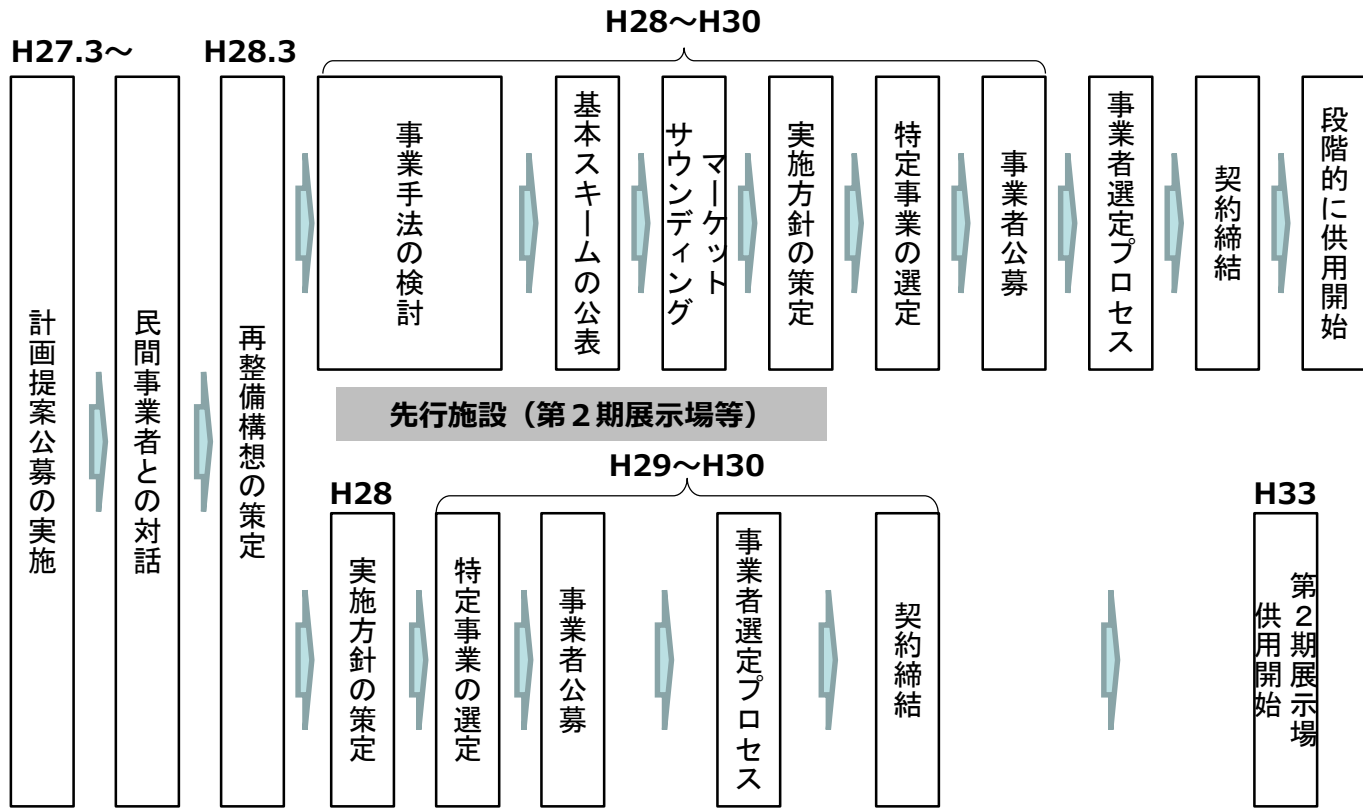 H27.3～
計画提案公募の実施
民間事業者との対話
H28.3
再整備構想の策定
H28～H30
事業手法の検討
基本スキームの公表
マーケット
サウンディング
実施方針の策定
特定事業の選定
事業者公募
事業者選定プロセス
契約締結
段階的に供用開始
先行施設（第２期展示場等）
H28
実施方針の策定
H29～H30
特定事業の選定
事業者公募
事業者選定プロセス
契約締結
H33
第２期展示場
供用開始